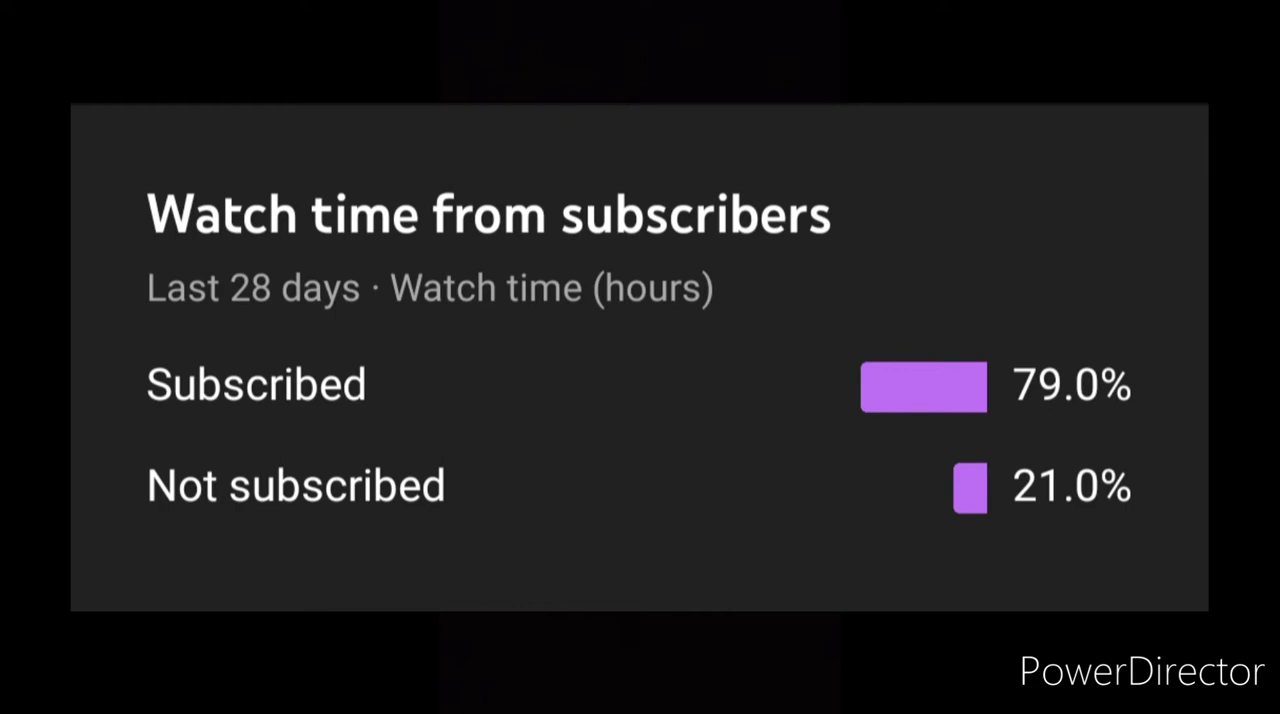 Watch time from subscribers
Last 28 days · Watch time (hours)
Subscribed 79.0%
Not subscribed 21.0%
PowerDirector